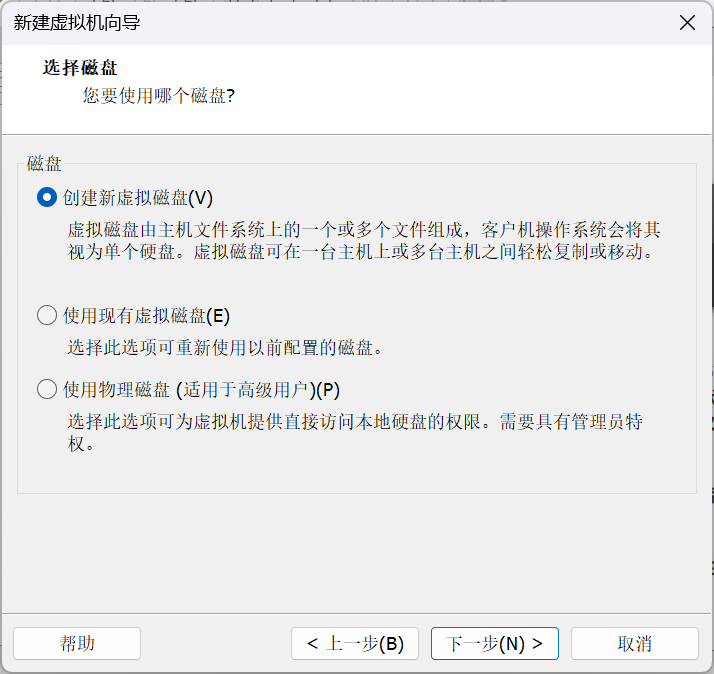 新建虚拟机向导
选择磁盘
您要使用哪个磁盘?
磁盘
创建新虚拟磁盘(V)
虚拟磁盘由主机文件系统上的一个或多个文件组成，客户机操作系统会将其
视为单个硬盘。虚拟磁盘可在一台主机上或多台主机之间轻松复制或移动。
使用现有虚拟磁盘(E)
选择此选项可重新使用以前配置的磁盘。
使用物理磁盘 (适用于高级用户)(P)
选择此选项可为虚拟机提供直接访问本地硬盘的权限。需要具有管理员特
权。
帮助
< 上一步(B)
下一步(N) >
取消